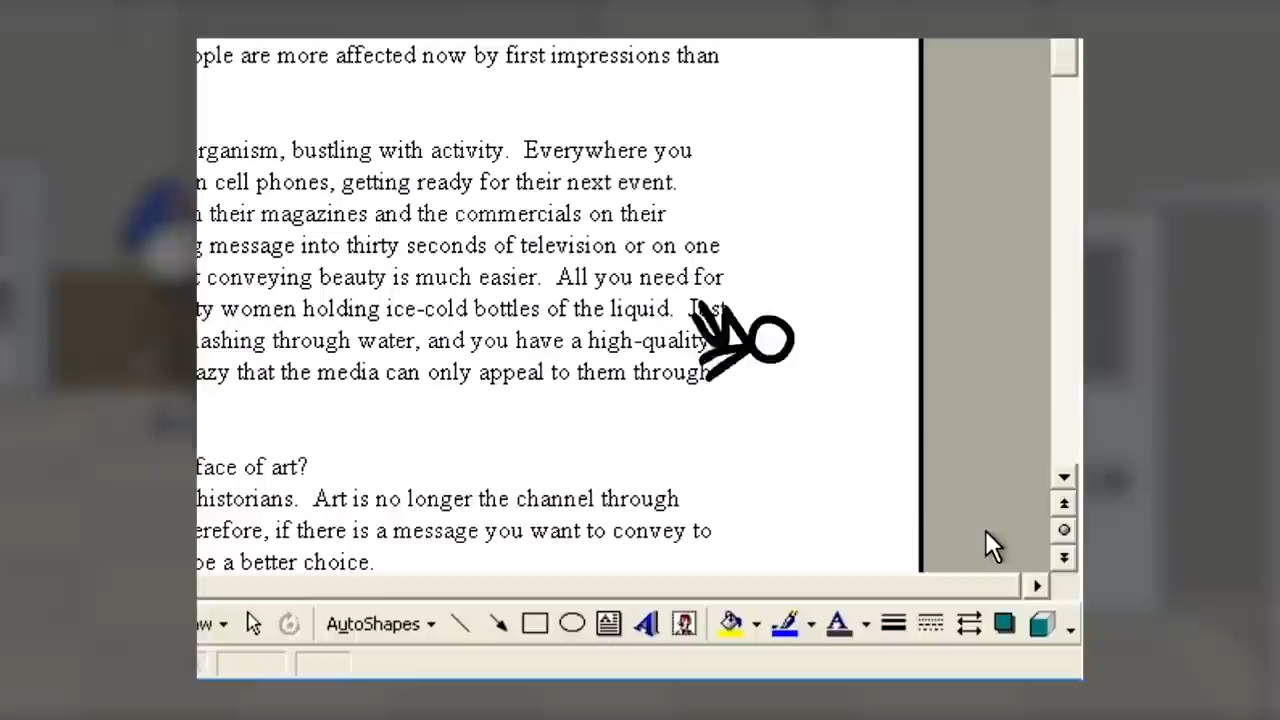 ople are more affected now by first impressions than
rganism, bustling with activity.  Everywhere you
n cell phones, getting ready for their next event.
n their magazines and the commercials on their
g message into thirty seconds of television or on one
t conveying beauty is much easier.  All you need for
ty women holding ice-cold bottles of the liquid.  Just
lashing through water, and you have a high-quality
azy that the media can only appeal to them through
face of art?
historians.  Art is no longer the channel through
erefore, if there is a message you want to convey to
be a better choice.
aw AutoShapes A A